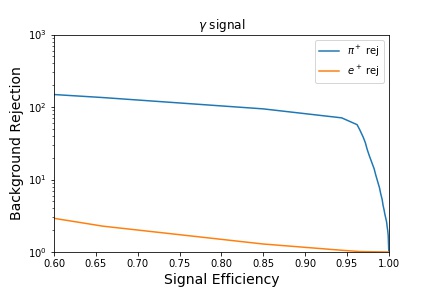 γ signal
Background Rejection
10³
10²
10¹
10⁰
π⁺ rej
e⁺ rej
0.60 0.65 0.70 0.75 0.80 0.85 0.90 0.95 1.00
Signal Efficiency